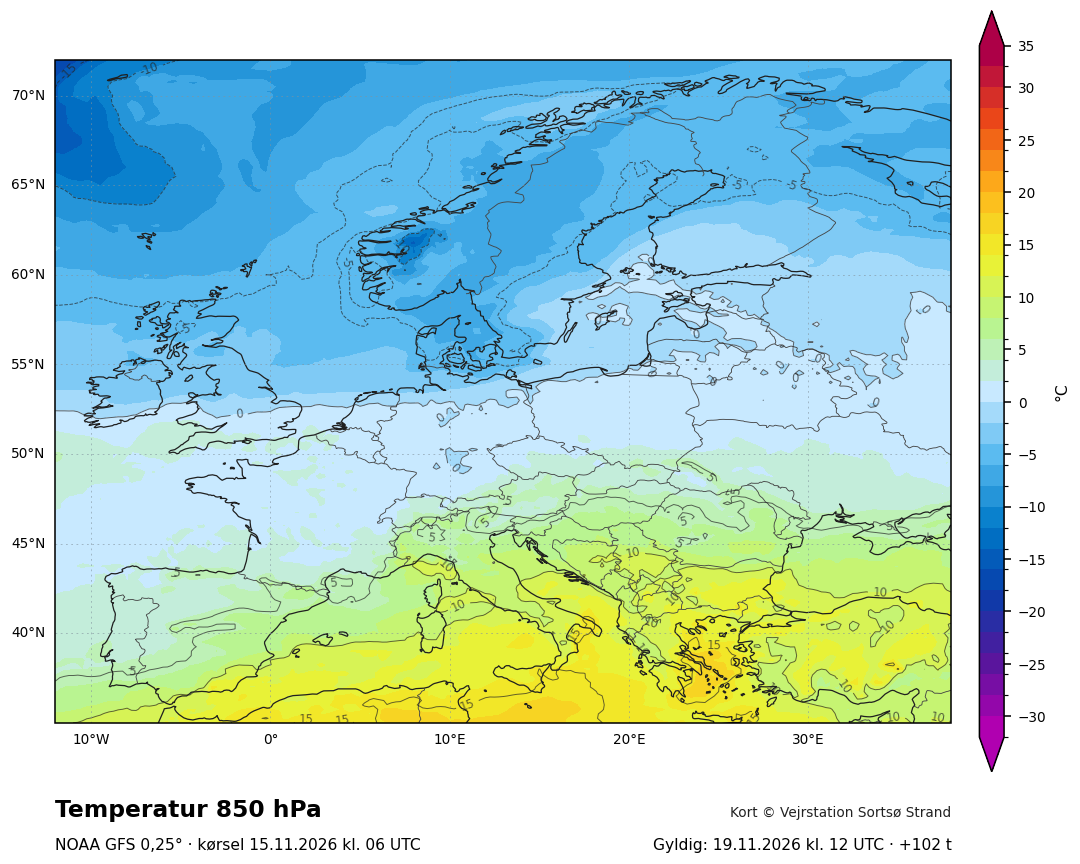 70°N
65°N
60°N
55°N
50°N
45°N
40°N
10°W
0°
10°E
20°E
30°E
35
30
25
20
15
10
5
0
−5
−10
−15
−20
−25
−30
°C
Temperatur 850 hPa
Kort © Vejrstation Sortsø Strand
NOAA GFS 0,25° · kørsel 15.11.2026 kl. 06 UTC
Gyldig: 19.11.2026 kl. 12 UTC · +102 t